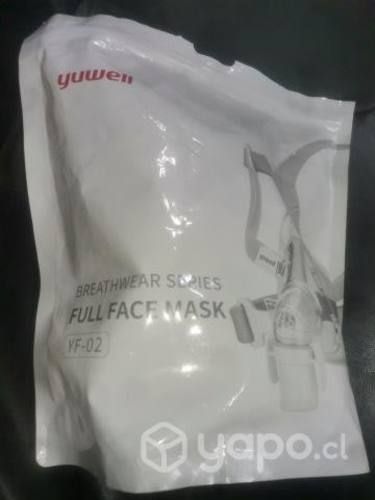 yuwell
BREATHWEAR SERIES
FULL FACE MASK
YF-02
yapo.cl